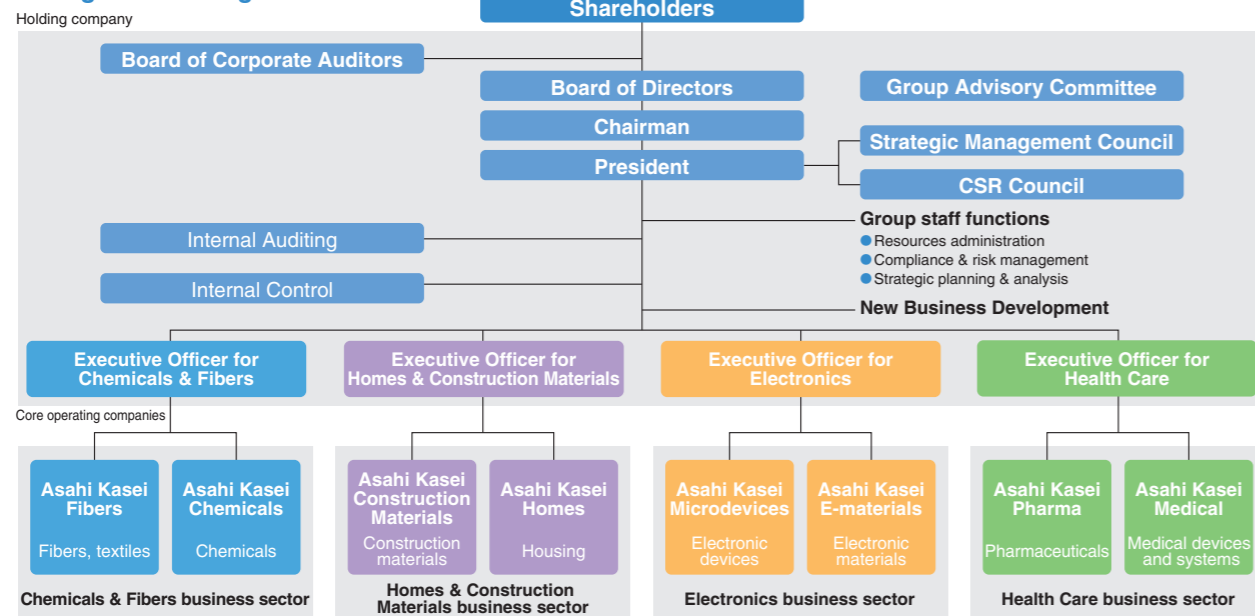 Holding company
Shareholders
Board of Corporate Auditors
Board of Directors
Group Advisory Committee
Chairman
Strategic Management Council
President
CSR Council
Group staff functions
Resources administration
Compliance & risk management
Strategic planning & analysis
Internal Auditing
Internal Control
New Business Development
Executive Officer for
Chemicals & Fibers
Executive Officer for
Homes & Construction Materials
Executive Officer for
Electronics
Executive Officer for
Health Care
Core operating companies
Asahi Kasei
Fibers
Fibers, textiles
Asahi Kasei
Chemicals
Chemicals
Asahi Kasei
Construction
Materials
Construction
materials
Asahi Kasei
Homes
Housing
Asahi Kasei
Microdevices
Electronic
devices
Asahi Kasei
E-materials
Electronic
materials
Asahi Kasei
Pharma
Pharmaceuticals
Asahi Kasei
Medical
Medical devices
and systems
Chemicals & Fibers business sector
Homes & Construction
Materials business sector
Electronics business sector
Health Care business sector